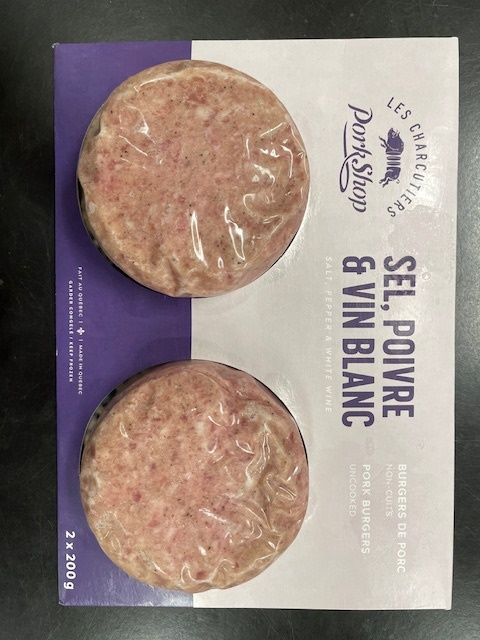 LES CHARCUTIERS
PorkShop
SEL, POIVRE
& VIN BLANC
SALT, PEPPER & WHITE WINE
BURGERS DE PORC
NON-CUITS
PORK BURGERS
UNCOOKED
FAIT AU QUÉBEC | MADE IN QUEBEC
GARDER CONGELÉ / KEEP FROZEN
2 x 200g